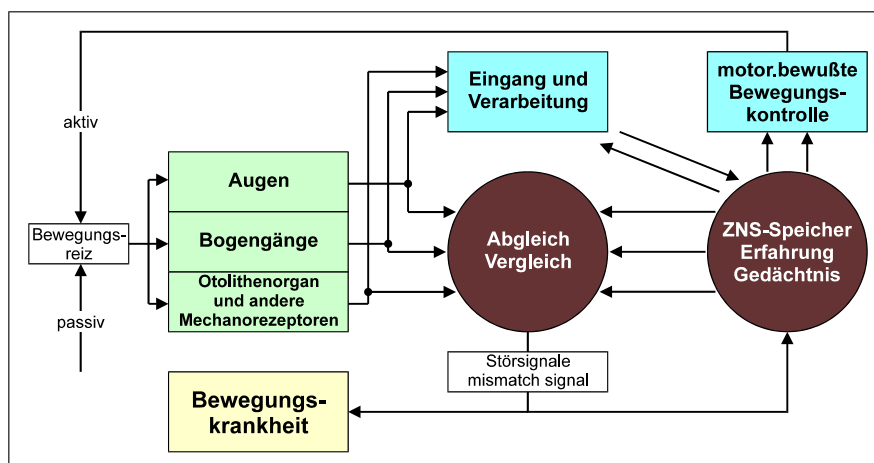 Eingang und
Verarbeitung
motor.bewußte
Bewegungs-
kontrolle
aktiv
Augen
Bewegungs-
reiz
Bogengänge
Otolithenorgan
und andere
Mechanorezeptoren
passiv
Abgleich
Vergleich
ZNS-Speicher
Erfahrung
Gedächtnis
Störsignale
mismatch signal
Bewegungs-
krankheit